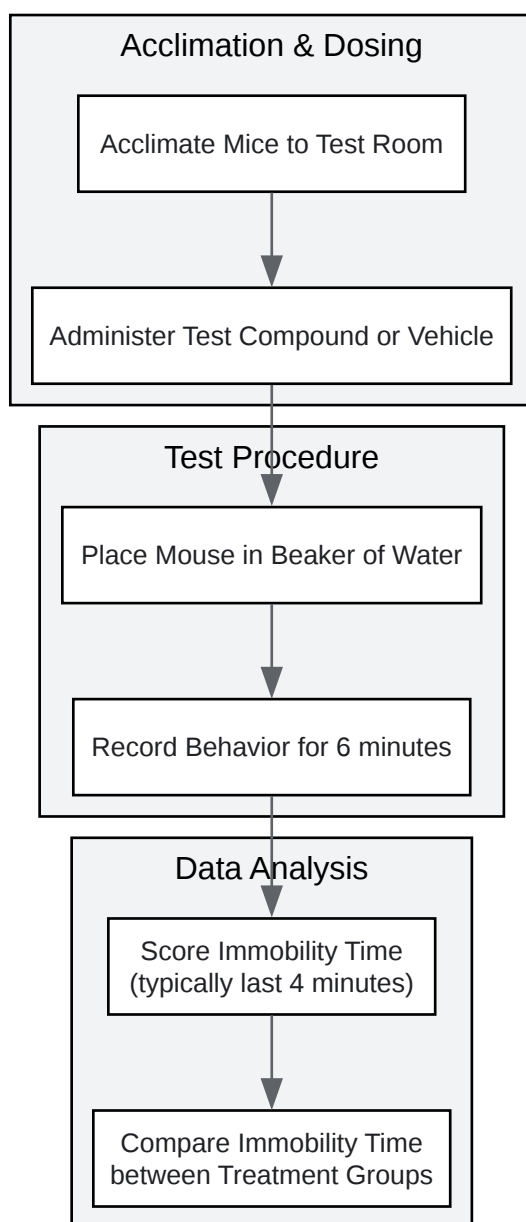 Acclimation & Dosing
Acclimate Mice to Test Room
Administer Test Compound or Vehicle
Test Procedure
Place Mouse in Beaker of Water
Record Behavior for 6 minutes
Data Analysis
Score Immobility Time
(typically last 4 minutes)
Compare Immobility Time
between Treatment Groups